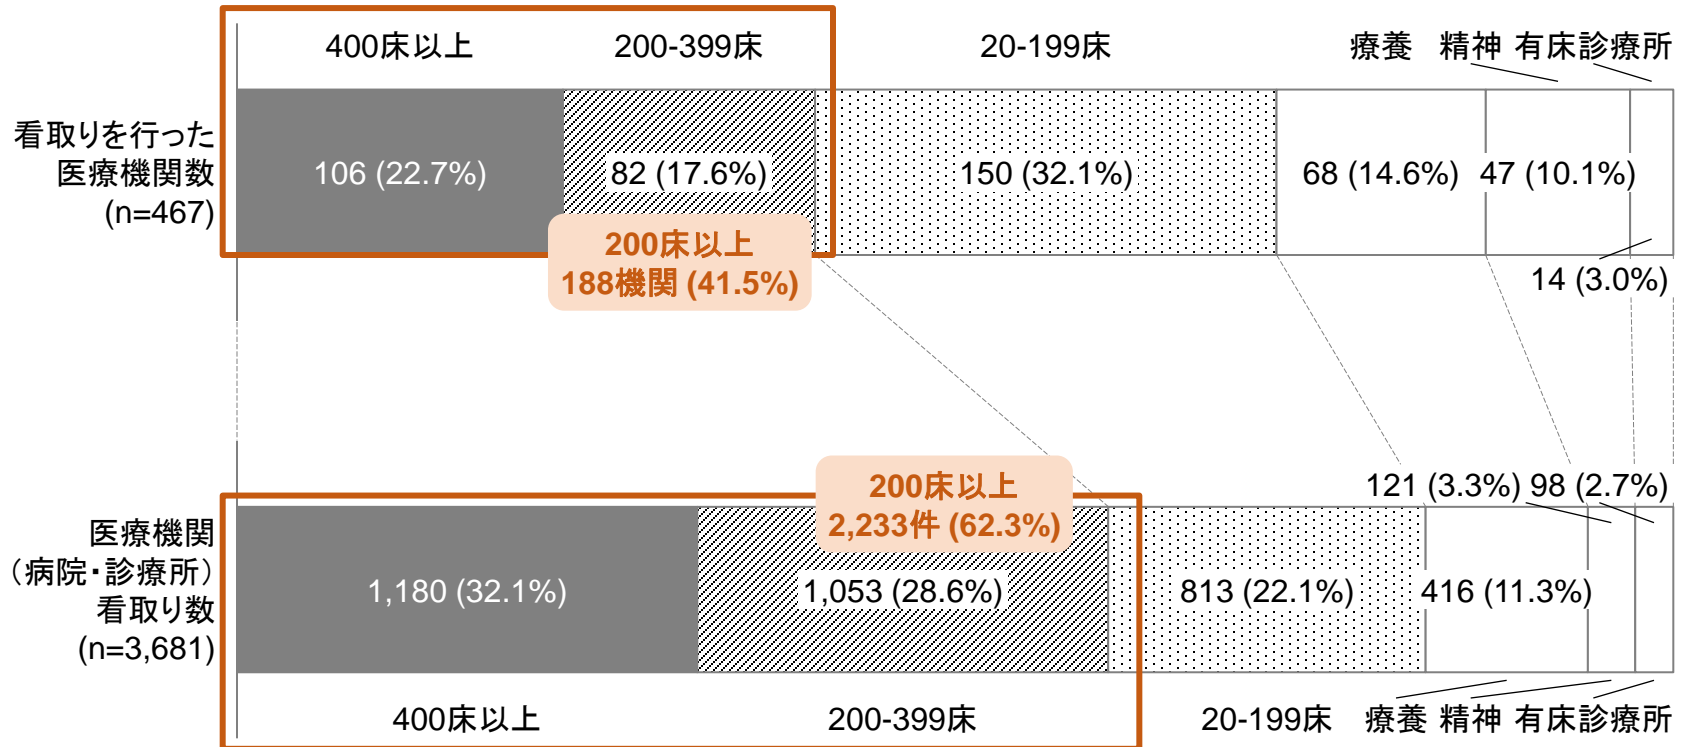 400床以上 200-399床 20-199床 療養 精神 有床診療所
看取りを行った
医療機関数
(n=467)
106 (22.7%) 82 (17.6%) 150 (32.1%) 68 (14.6%) 47 (10.1%)
14 (3.0%)
200床以上
188機関 (41.5%)
121 (3.3%) 98 (2.7%)
200床以上
2,233件 (62.3%)
医療機関
（病院・診療所）
看取り数
(n=3,681)
1,180 (32.1%) 1,053 (28.6%) 813 (22.1%) 416 (11.3%)
400床以上 200-399床 20-199床 療養 精神 有床診療所